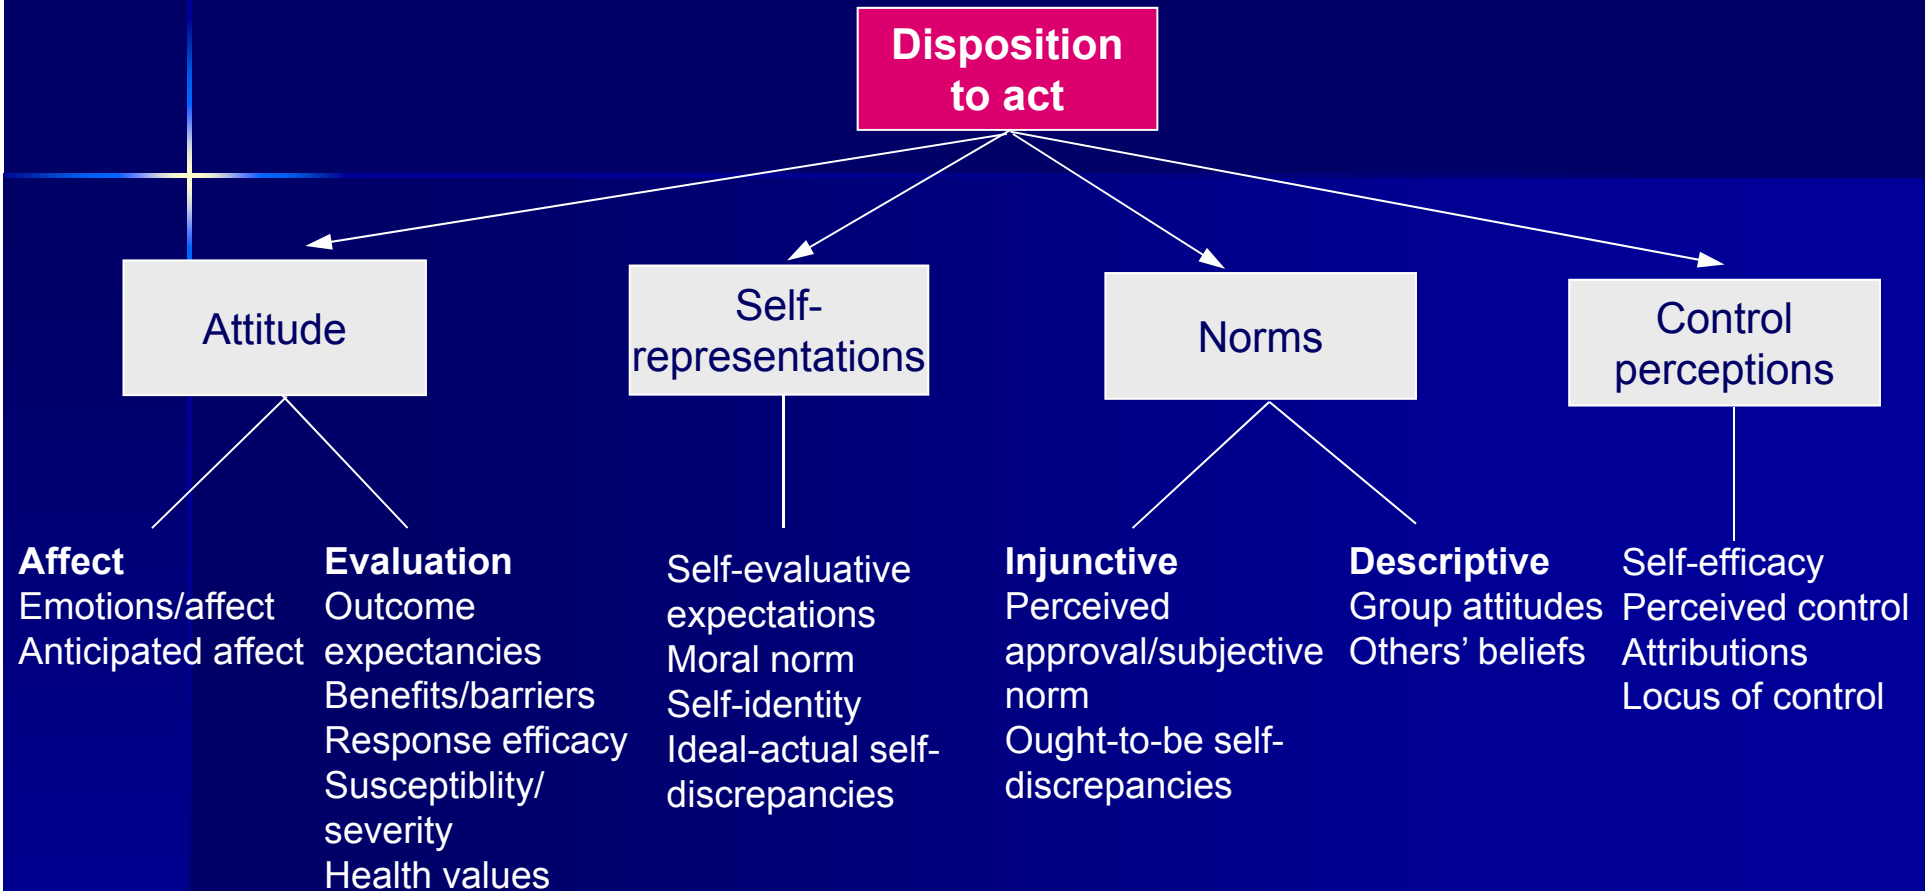 Disposition
to act
Attitude
Self-
representations
Norms
Control
perceptions
Affect
Emotions/affect
Anticipated affect
Evaluation
Outcome
expectancies
Benefits/barriers
Response efficacy
Susceptiblity/
severity
Health values
Self-evaluative
expectations
Moral norm
Self-identity
Ideal-actual self-
discrepancies
Injunctive
Perceived
approval/subjective
norm
Ought-to-be self-
discrepancies
Descriptive
Group attitudes
Others’ beliefs
Self-efficacy
Perceived control
Attributions
Locus of control